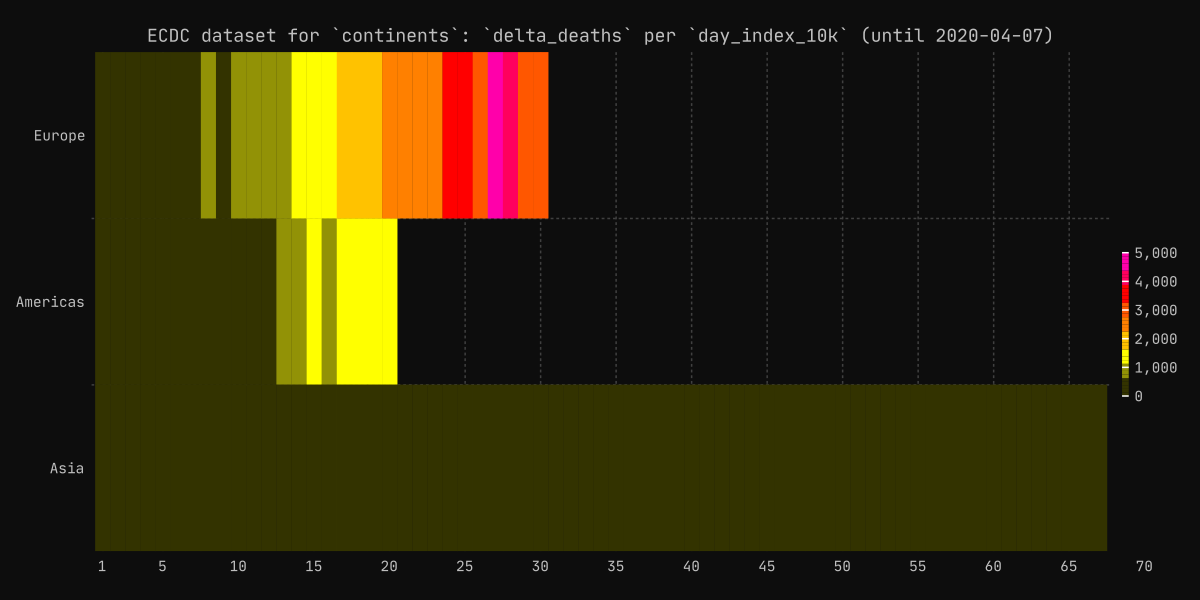 ECDC dataset for `continents`: `delta_deaths` per `day_index_10k` (until 2020-04-07)
Europe
Americas
Asia
5,000
4,000
3,000
2,000
1,000
0
1 5 10 15 20 25 30 35 40 45 50 55 60 65 70